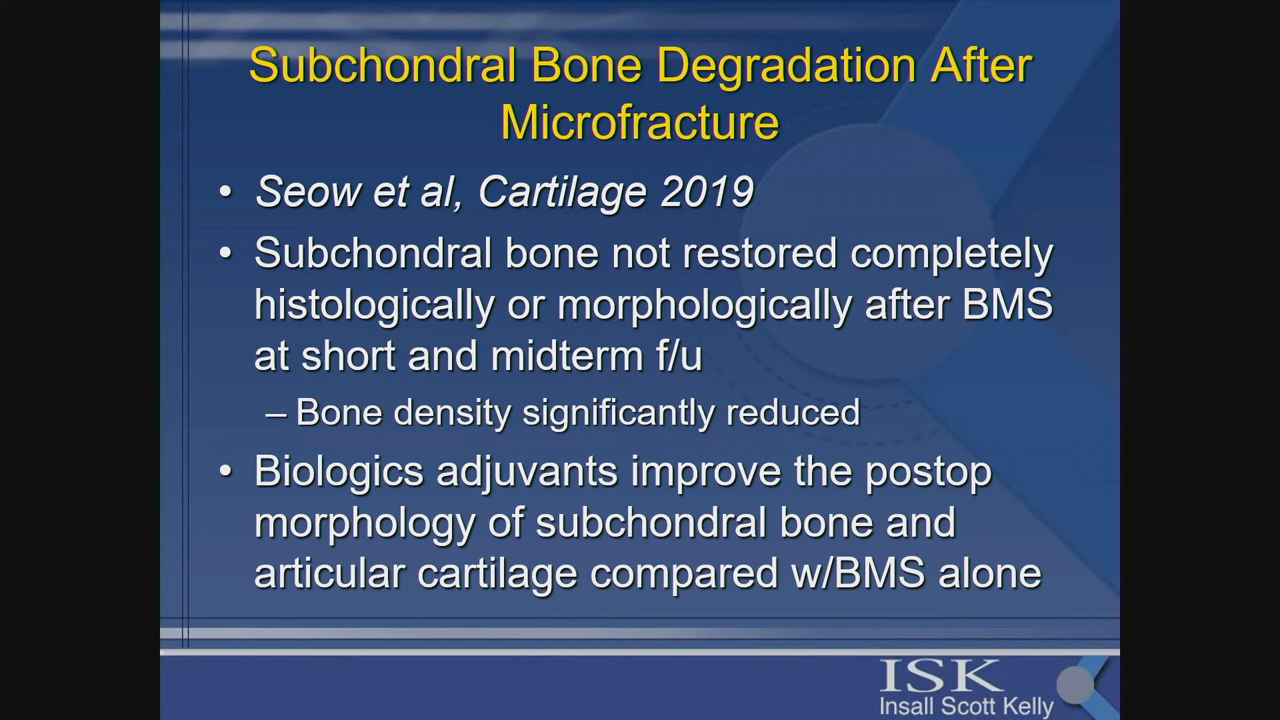 Subchondral Bone Degradation After
Microfracture
• Seow et al, Cartilage 2019
• Subchondral bone not restored completely
histologically or morphologically after BMS
at short and midterm f/u
– Bone density significantly reduced
• Biologics adjuvants improve the postop
morphology of subchondral bone and
articular cartilage compared w/BMS alone
ISK
Insall Scott Kelly